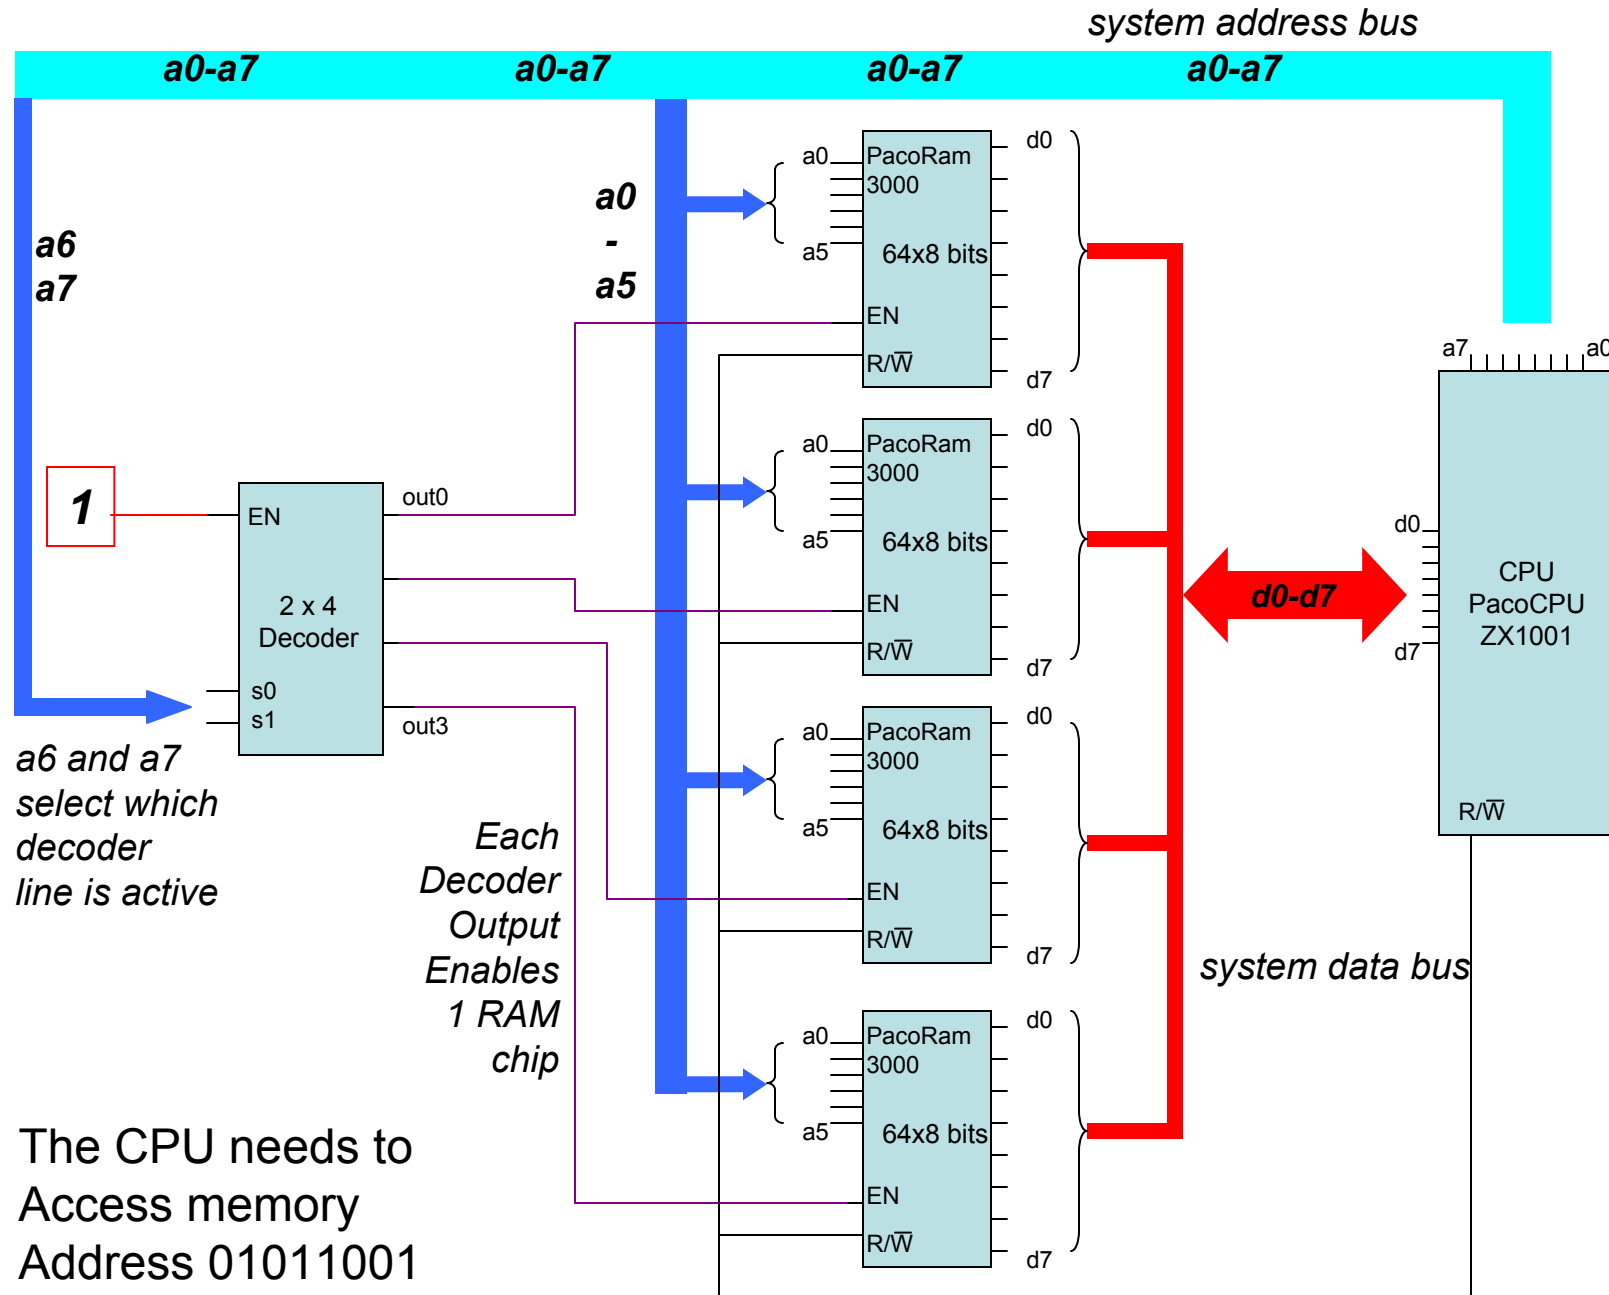 system address bus
a0-a7 a0-a7 a0-a7 a0-a7
a6
a7
a0
-
a5
1
EN
2 x 4
Decoder
s0
s1
out0
out3
a6 and a7
select which
decoder
line is active
Each
Decoder
Output
Enables
1 RAM
chip
a0
a5
PacoRam
3000
64x8 bits
EN
R/W̅
d0
d7
a0
a5
PacoRam
3000
64x8 bits
EN
R/W̅
d0
d7
a0
a5
PacoRam
3000
64x8 bits
EN
R/W̅
d0
d7
a0
a5
PacoRam
3000
64x8 bits
EN
R/W̅
d0
d7
d0-d7
system data bus
a7 a0
d0
d7
CPU
PacoCPU
ZX1001
R/W̅
The CPU needs to
Access memory
Address 01011001